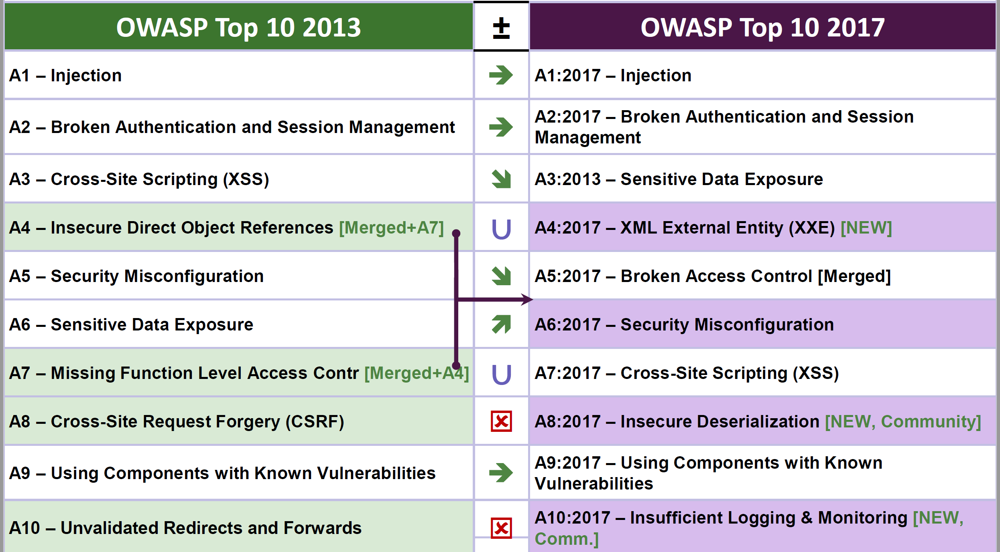 OWASP Top 10 2013 ± OWASP Top 10 2017
A1 – Injection ➔ A1:2017 – Injection
A2 – Broken Authentication and Session Management ➔ A2:2017 – Broken Authentication and Session
Management
A3 – Cross-Site Scripting (XSS) A3:2013 – Sensitive Data Exposure
A4 – Insecure Direct Object References [Merged+A7] U A4:2017 – XML External Entity (XXE) [NEW]
A5 – Security Misconfiguration A5:2017 – Broken Access Control [Merged]
A6 – Sensitive Data Exposure A6:2017 – Security Misconfiguration
A7 – Missing Function Level Access Contr [Merged+A4] U A7:2017 – Cross-Site Scripting (XSS)
A8 – Cross-Site Request Forgery (CSRF) A8:2017 – Insecure Deserialization [NEW, Community]
A9 – Using Components with Known Vulnerabilities ➔ A9:2017 – Using Components with Known
Vulnerabilities
A10 – Unvalidated Redirects and Forwards A10:2017 – Insufficient Logging & Monitoring [NEW,
Comm.]